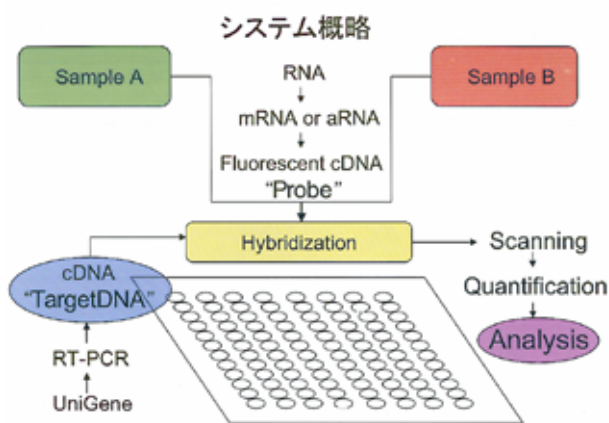 システム概略
Sample A
Sample B
RNA
mRNA or aRNA
Fluorescent cDNA
"Probe"
Hybridization
Scanning
Quantification
Analysis
cDNA
"TargetDNA"
RT-PCR
UniGene